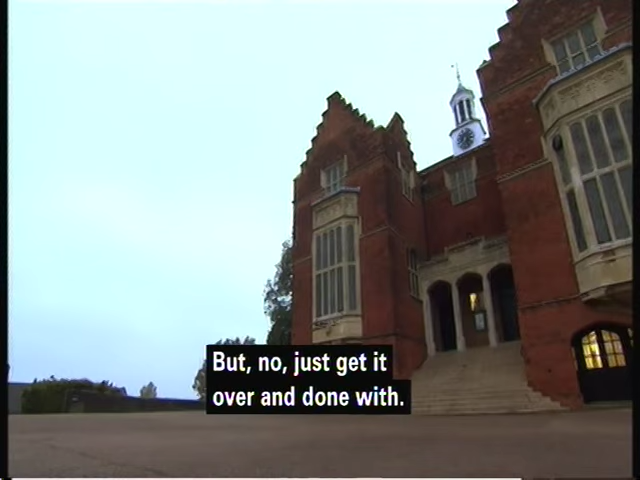 But, no, just get it
over and done with.